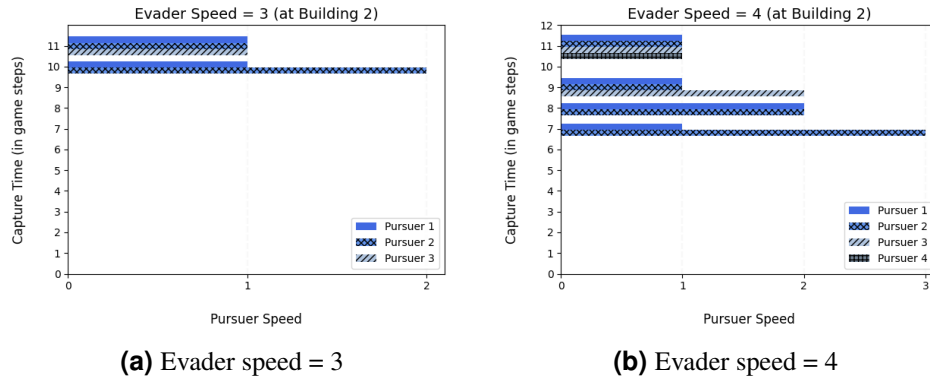 Evader Speed = 3 (at Building 2)
Capture Time (in game steps)
11
10
9
8
7
6
5
4
3
2
1
0
0 1 2
Pursuer Speed
Pursuer 1
Pursuer 2
Pursuer 3
(a) Evader speed = 3
Evader Speed = 4 (at Building 2)
Capture Time (in game steps)
12
11
10
9
8
7
6
5
4
3
2
1
0
0 1 2 3
Pursuer Speed
Pursuer 1
Pursuer 2
Pursuer 3
Pursuer 4
(b) Evader speed = 4